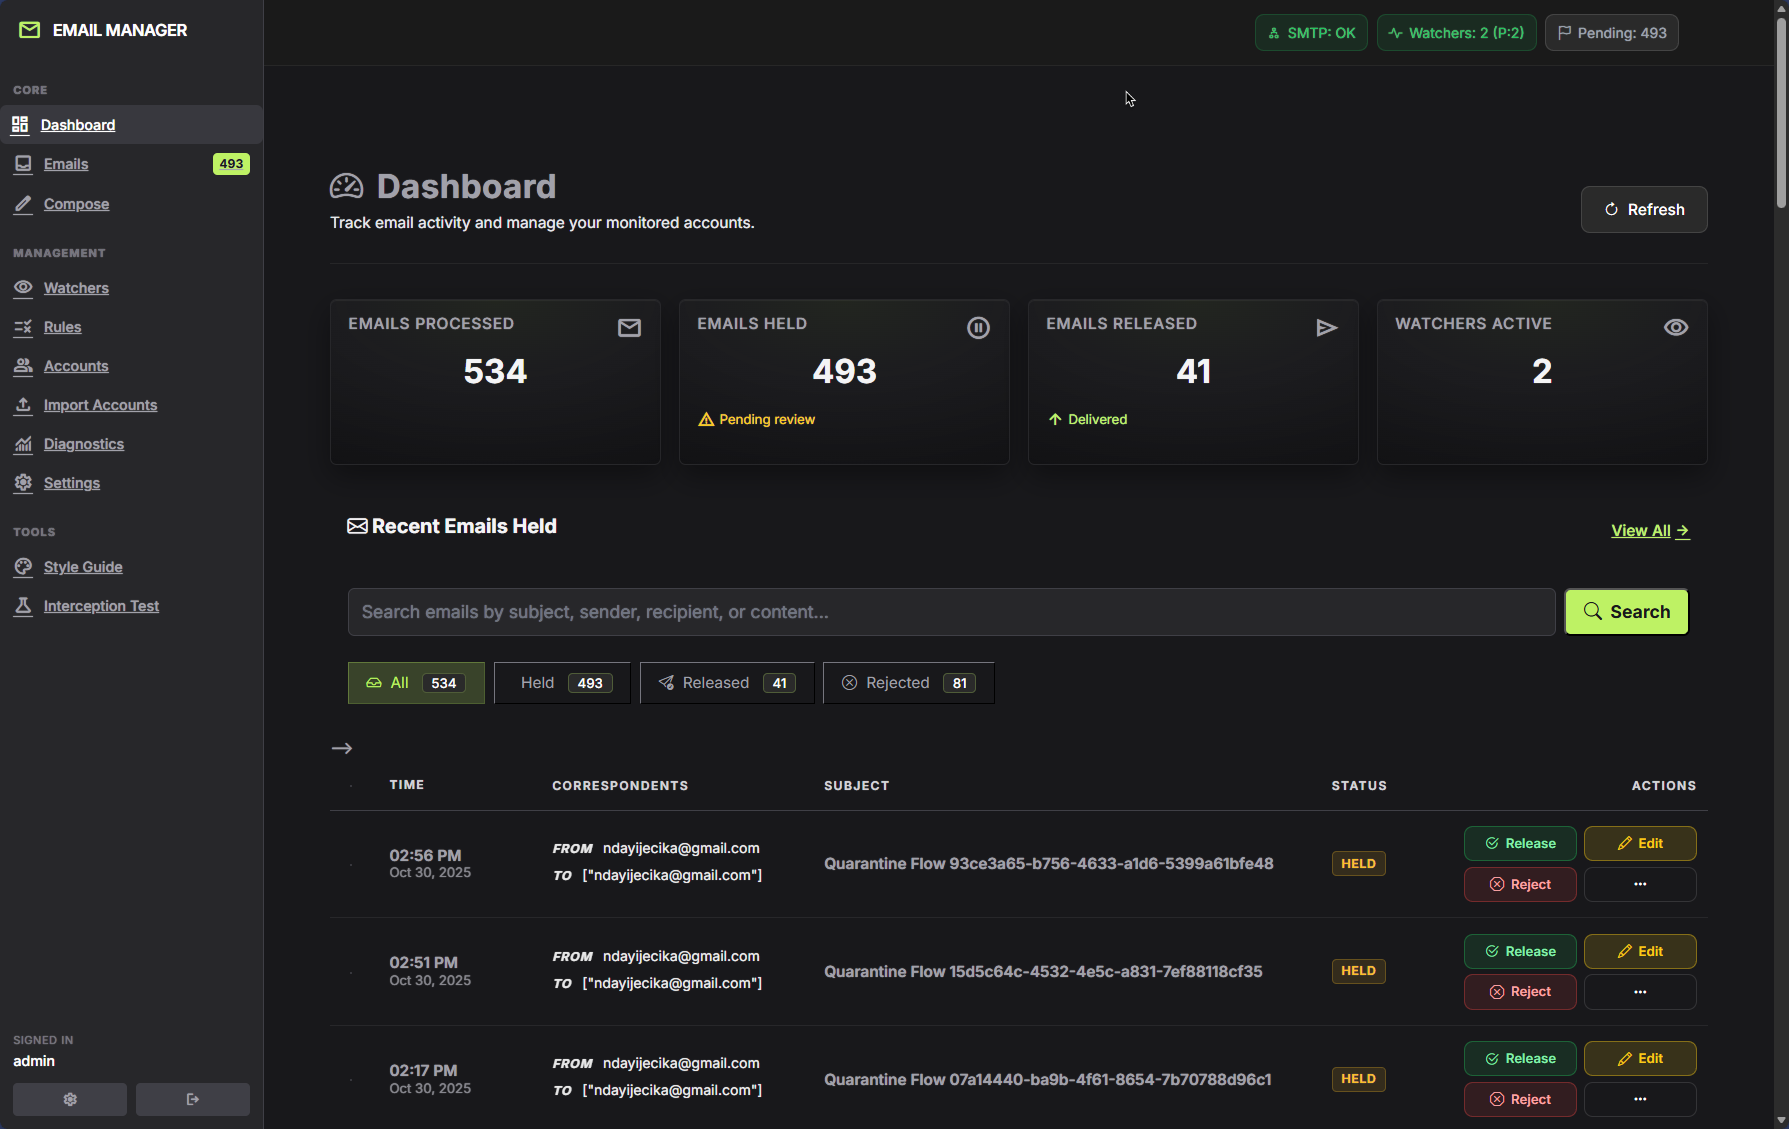 EMAIL MANAGER
SMTP: OK
Watchers: 2 (P:2)
Pending: 493
CORE
Dashboard
Emails 493
Compose
MANAGEMENT
Watchers
Rules
Accounts
Import Accounts
Diagnostics
Settings
TOOLS
Style Guide
Interception Test
SIGNED IN
admin
Dashboard
Track email activity and manage your monitored accounts.
Refresh
EMAILS PROCESSED
534
EMAILS HELD
493
Pending review
EMAILS RELEASED
41
Delivered
WATCHERS ACTIVE
2
Recent Emails Held
View All →
Search emails by subject, sender, recipient, or content...
Search
All 534
Held 493
Released 41
Rejected 81
→
TIME CORRESPONDENTS SUBJECT STATUS ACTIONS
02:56 PM
Oct 30, 2025
FROM ndayijecika@gmail.com
TO ["ndayijecika@gmail.com"]
Quarantine Flow 93ce3a65-b756-4633-a1d6-5399a61bfe48
HELD
Release
Edit
Reject
...
02:51 PM
Oct 30, 2025
FROM ndayijecika@gmail.com
TO ["ndayijecika@gmail.com"]
Quarantine Flow 15d5c64c-4532-4e5c-a831-7ef88118cf35
HELD
Release
Edit
Reject
...
02:17 PM
Oct 30, 2025
FROM ndayijecika@gmail.com
TO ["ndayijecika@gmail.com"]
Quarantine Flow 07a14440-ba9b-4f61-8654-7b70788d96c1
HELD
Release
Edit
Reject
...